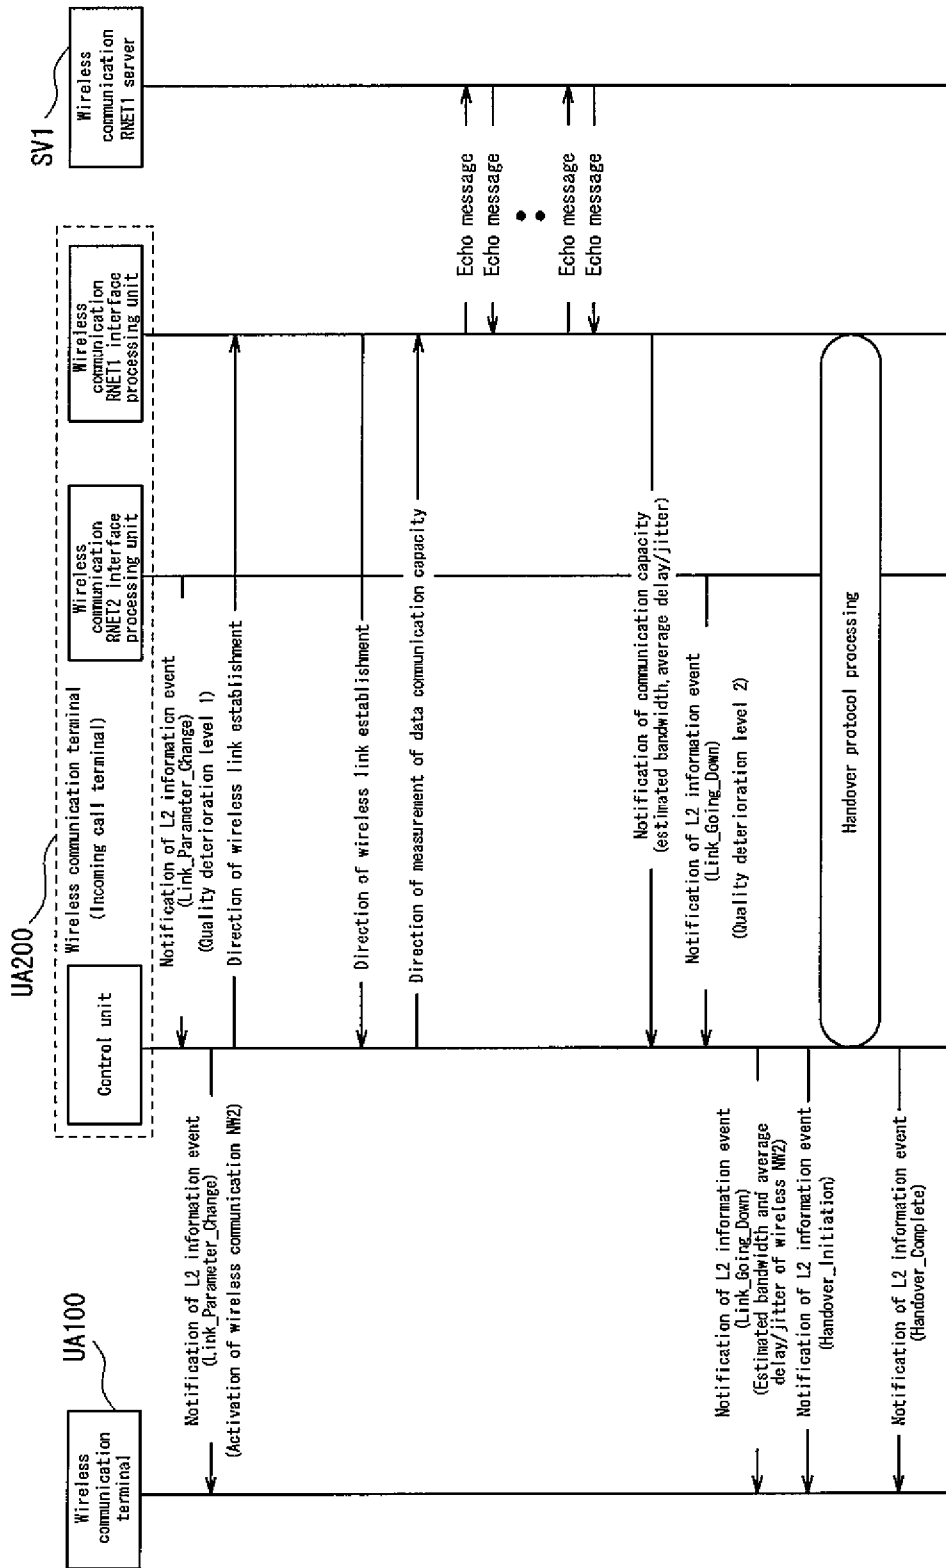 UA100
Wireless
communication
terminal
UA200
Wireless communication terminal
(Incoming call terminal)
Control unit
Wireless
communication
RNET2 interface
processing unit
Wireless
communication
RNET1 interface
processing unit
SV1
Wireless
communication
RNET1 server
Notification of L2 information event
(Link_Parameter_Change)
(Quality deterioration level 1)
Notification of L2 information event
(Link_Parameter_Change)
(Activation of wireless communication NW2)
Direction of wireless link establishment
Direction of wireless link establishment
Direction of measurement of data communication capacity
Echo message
Echo message
Echo message
Echo message
Notification of communication capacity
(estimated bandwidth,average delay/jitter)
Notification of L2 information event
(Link_Going_Down)
(Quality deterioration level 2)
Notification of L2 information event
(Link_Going_Down)
(Estimated bandwidth and average
delay/jitter of wireless NW2)
Notification of L2 information event
(Handover_Initiation)
Handover protocol processing
Notification of L2 information event
(Handover_Complete)